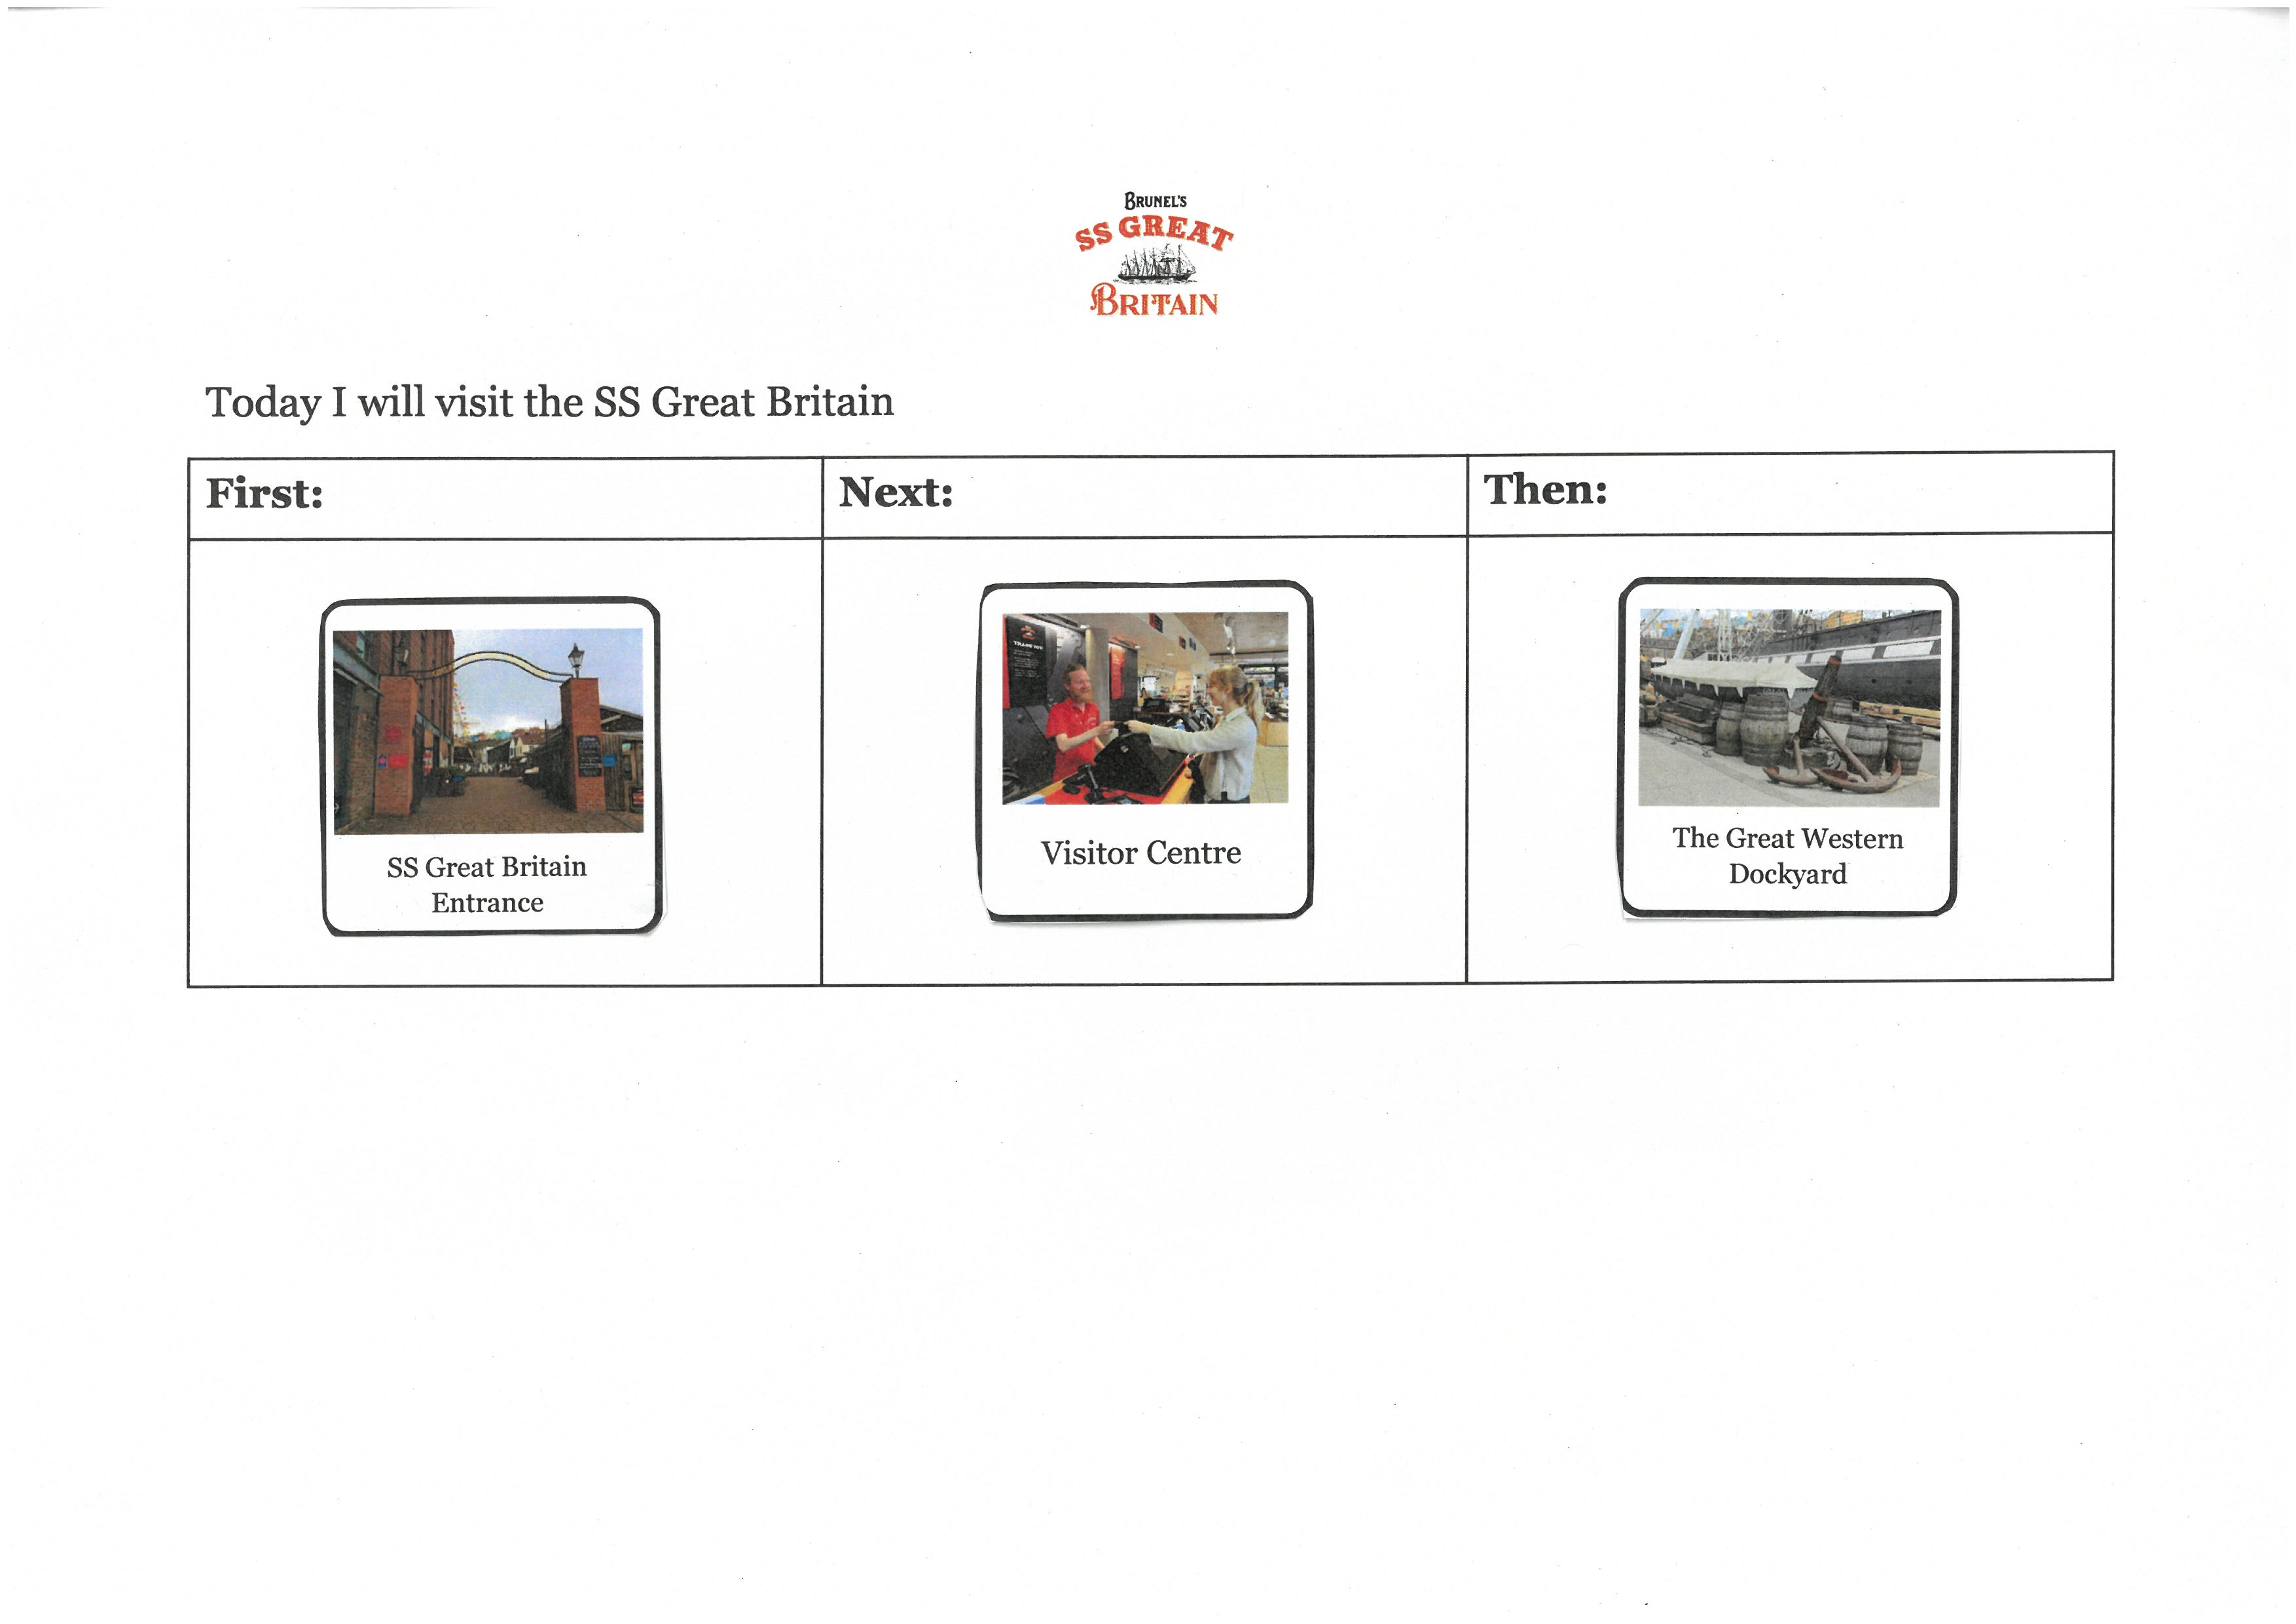 BRUNEL'S
SS GREAT
BRITAIN
Today I will visit the SS Great Britain
First:
Next:
Then:
SS Great Britain
Entrance
Visitor Centre
The Great Western
Dockyard